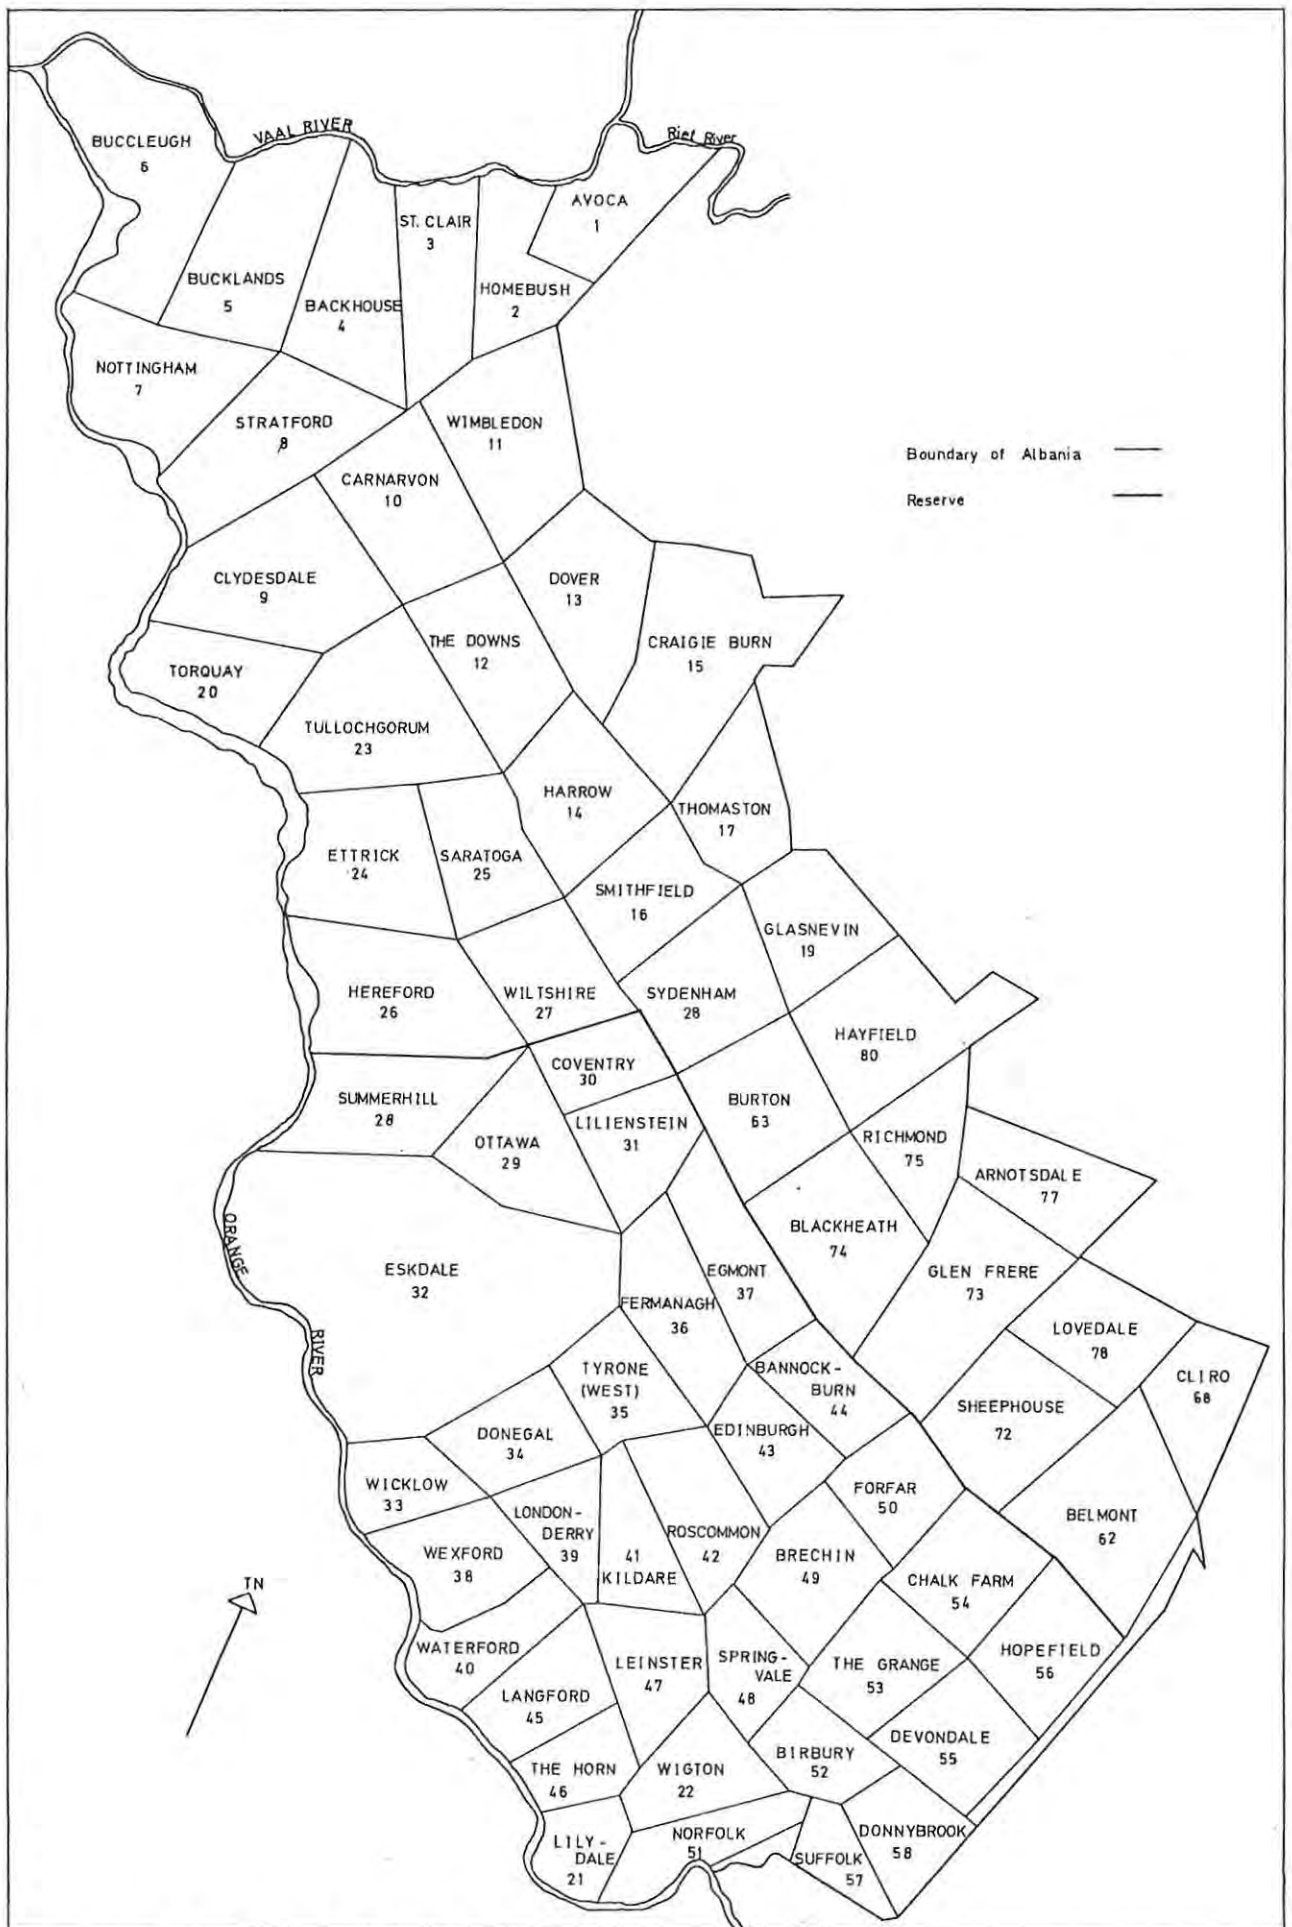 VAAL RIVER
Riet River
BUCCLEUGH
6
AVOCA
1
ST. CLAIR
3
BUCKLANDS
5
BACKHOUSE
4
HOMEBUSH
2
NOTTINGHAM
7
STRATFORD
8
WIMBLEDON
11
Boundary of Albania
Reserve
CARNARVON
10
CLYDESDALE
9
DOVER
13
THE DOWNS
12
CRAIGIE BURN
15
TORQUAY
20
TULLOCHGORUM
23
HARROW
14
THOMASTON
17
ETTRICK
24
SARATOGA
25
SMITHFIELD
16
GLASNEVIN
19
HEREFORD
26
WILTSHIRE
27
SYDENHAM
28
HAYFIELD
80
COVENTRY
30
SUMMERHILL
28
BURTON
63
LILIENSTEIN
31
OTTAWA
29
RICHMOND
75
ARNOTSDALE
77
BLACKHEATH
74
ORANGE
RIVER
ESKDALE
32
EGMONT
37
GLEN FRERE
73
FERMANAGH
36
LOVEDALE
78
TYRONE
(WEST)
35
BANNOCK-
BURN
44
CLIRO
68
SHEEPHOUSE
72
DONEGAL
34
EDINBURGH
43
WICKLOW
33
FORFAR
50
LONDON-
DERRY
39
BELMONT
62
ROSCOMMON
42
WEXFORD
38
41
KILDARE
BRECHIN
49
CHALK FARM
54
TN
WATERFORD
40
LEINSTER
47
SPRING-
VALE
48
THE GRANGE
53
HOPEFIELD
56
LANGFORD
45
DEVONDALE
55
THE HORN
46
WIGTON
22
BIRBURY
52
LILY-
DALE
21
NORFOLK
51
SUFFOLK
57
DONNYBROOK
58